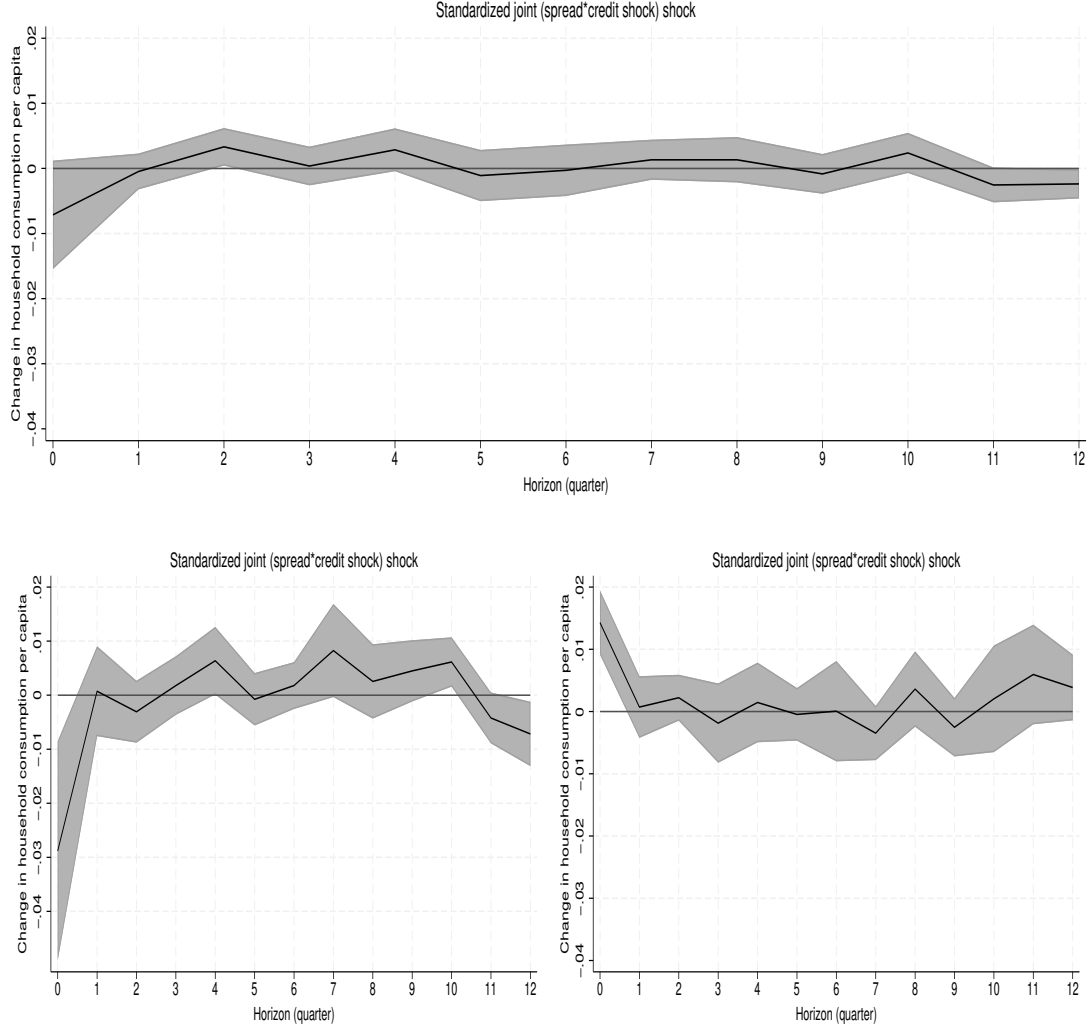 Standardized joint (spread*credit shock) shock
Change in household consumption per capita
.02
.01
0
−.01
−.02
−.03
−.04
0 1 2 3 4 5 6 7 8 9 10 11 12
Horizon (quarter)
Standardized joint (spread*credit shock) shock
Change in household consumption per capita
.02
.01
0
−.01
−.02
−.03
−.04
0 1 2 3 4 5 6 7 8 9 10 11 12
Horizon (quarter)
Standardized joint (spread*credit shock) shock
Change in household consumption per capita
.02
.01
0
−.01
−.02
−.03
−.04
0 1 2 3 4 5 6 7 8 9 10 11 12
Horizon (quarter)